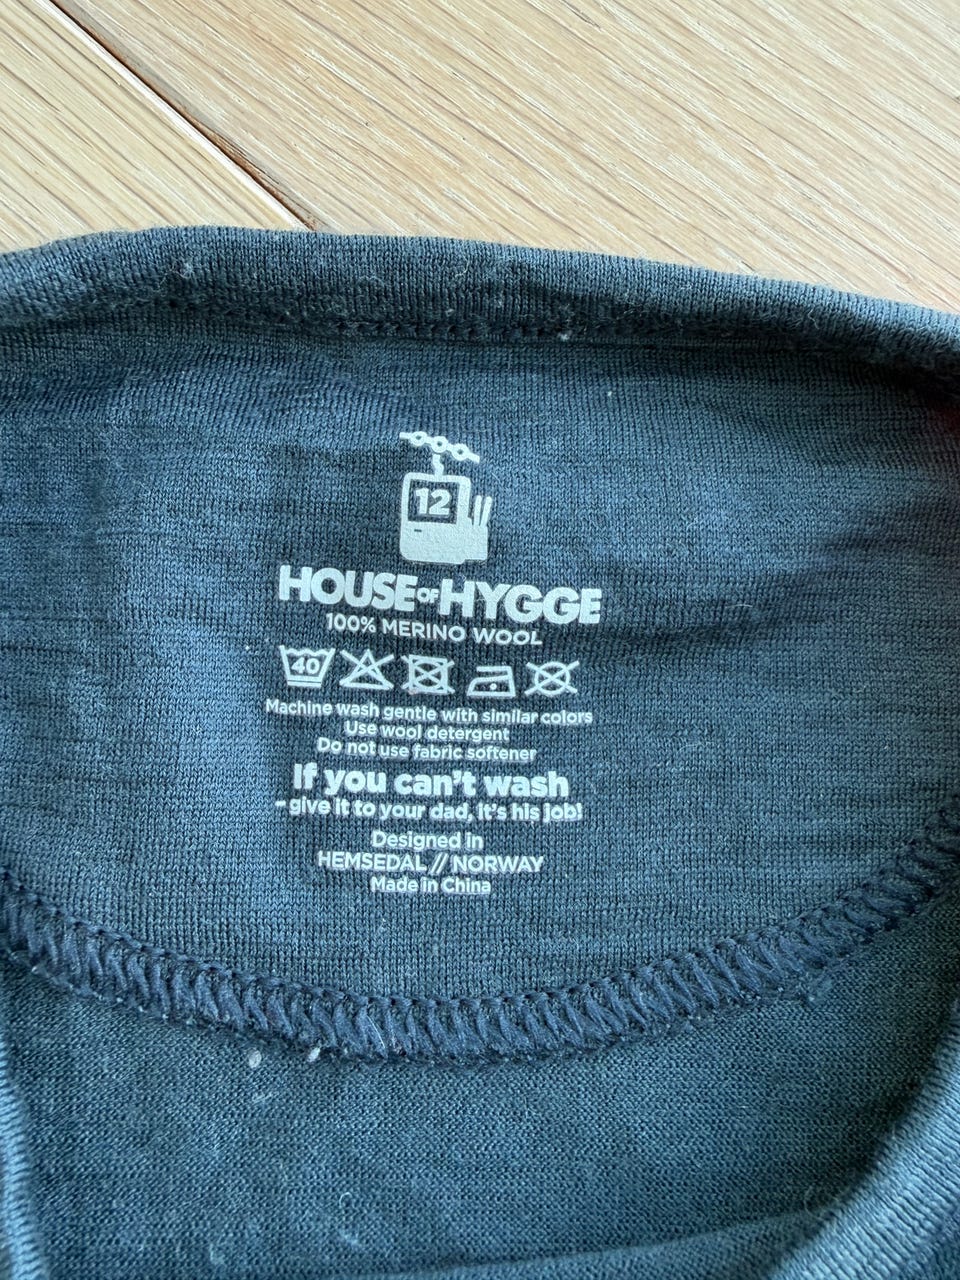 12
HOUSE OF HYGGE
100% MERINO WOOL
40
Machine wash gentle with similar colors
Use wool detergent
Do not use fabric softener
If you can't wash
- give it to your dad, it's his job!
Designed in
HEMSEDAL // NORWAY
Made in China